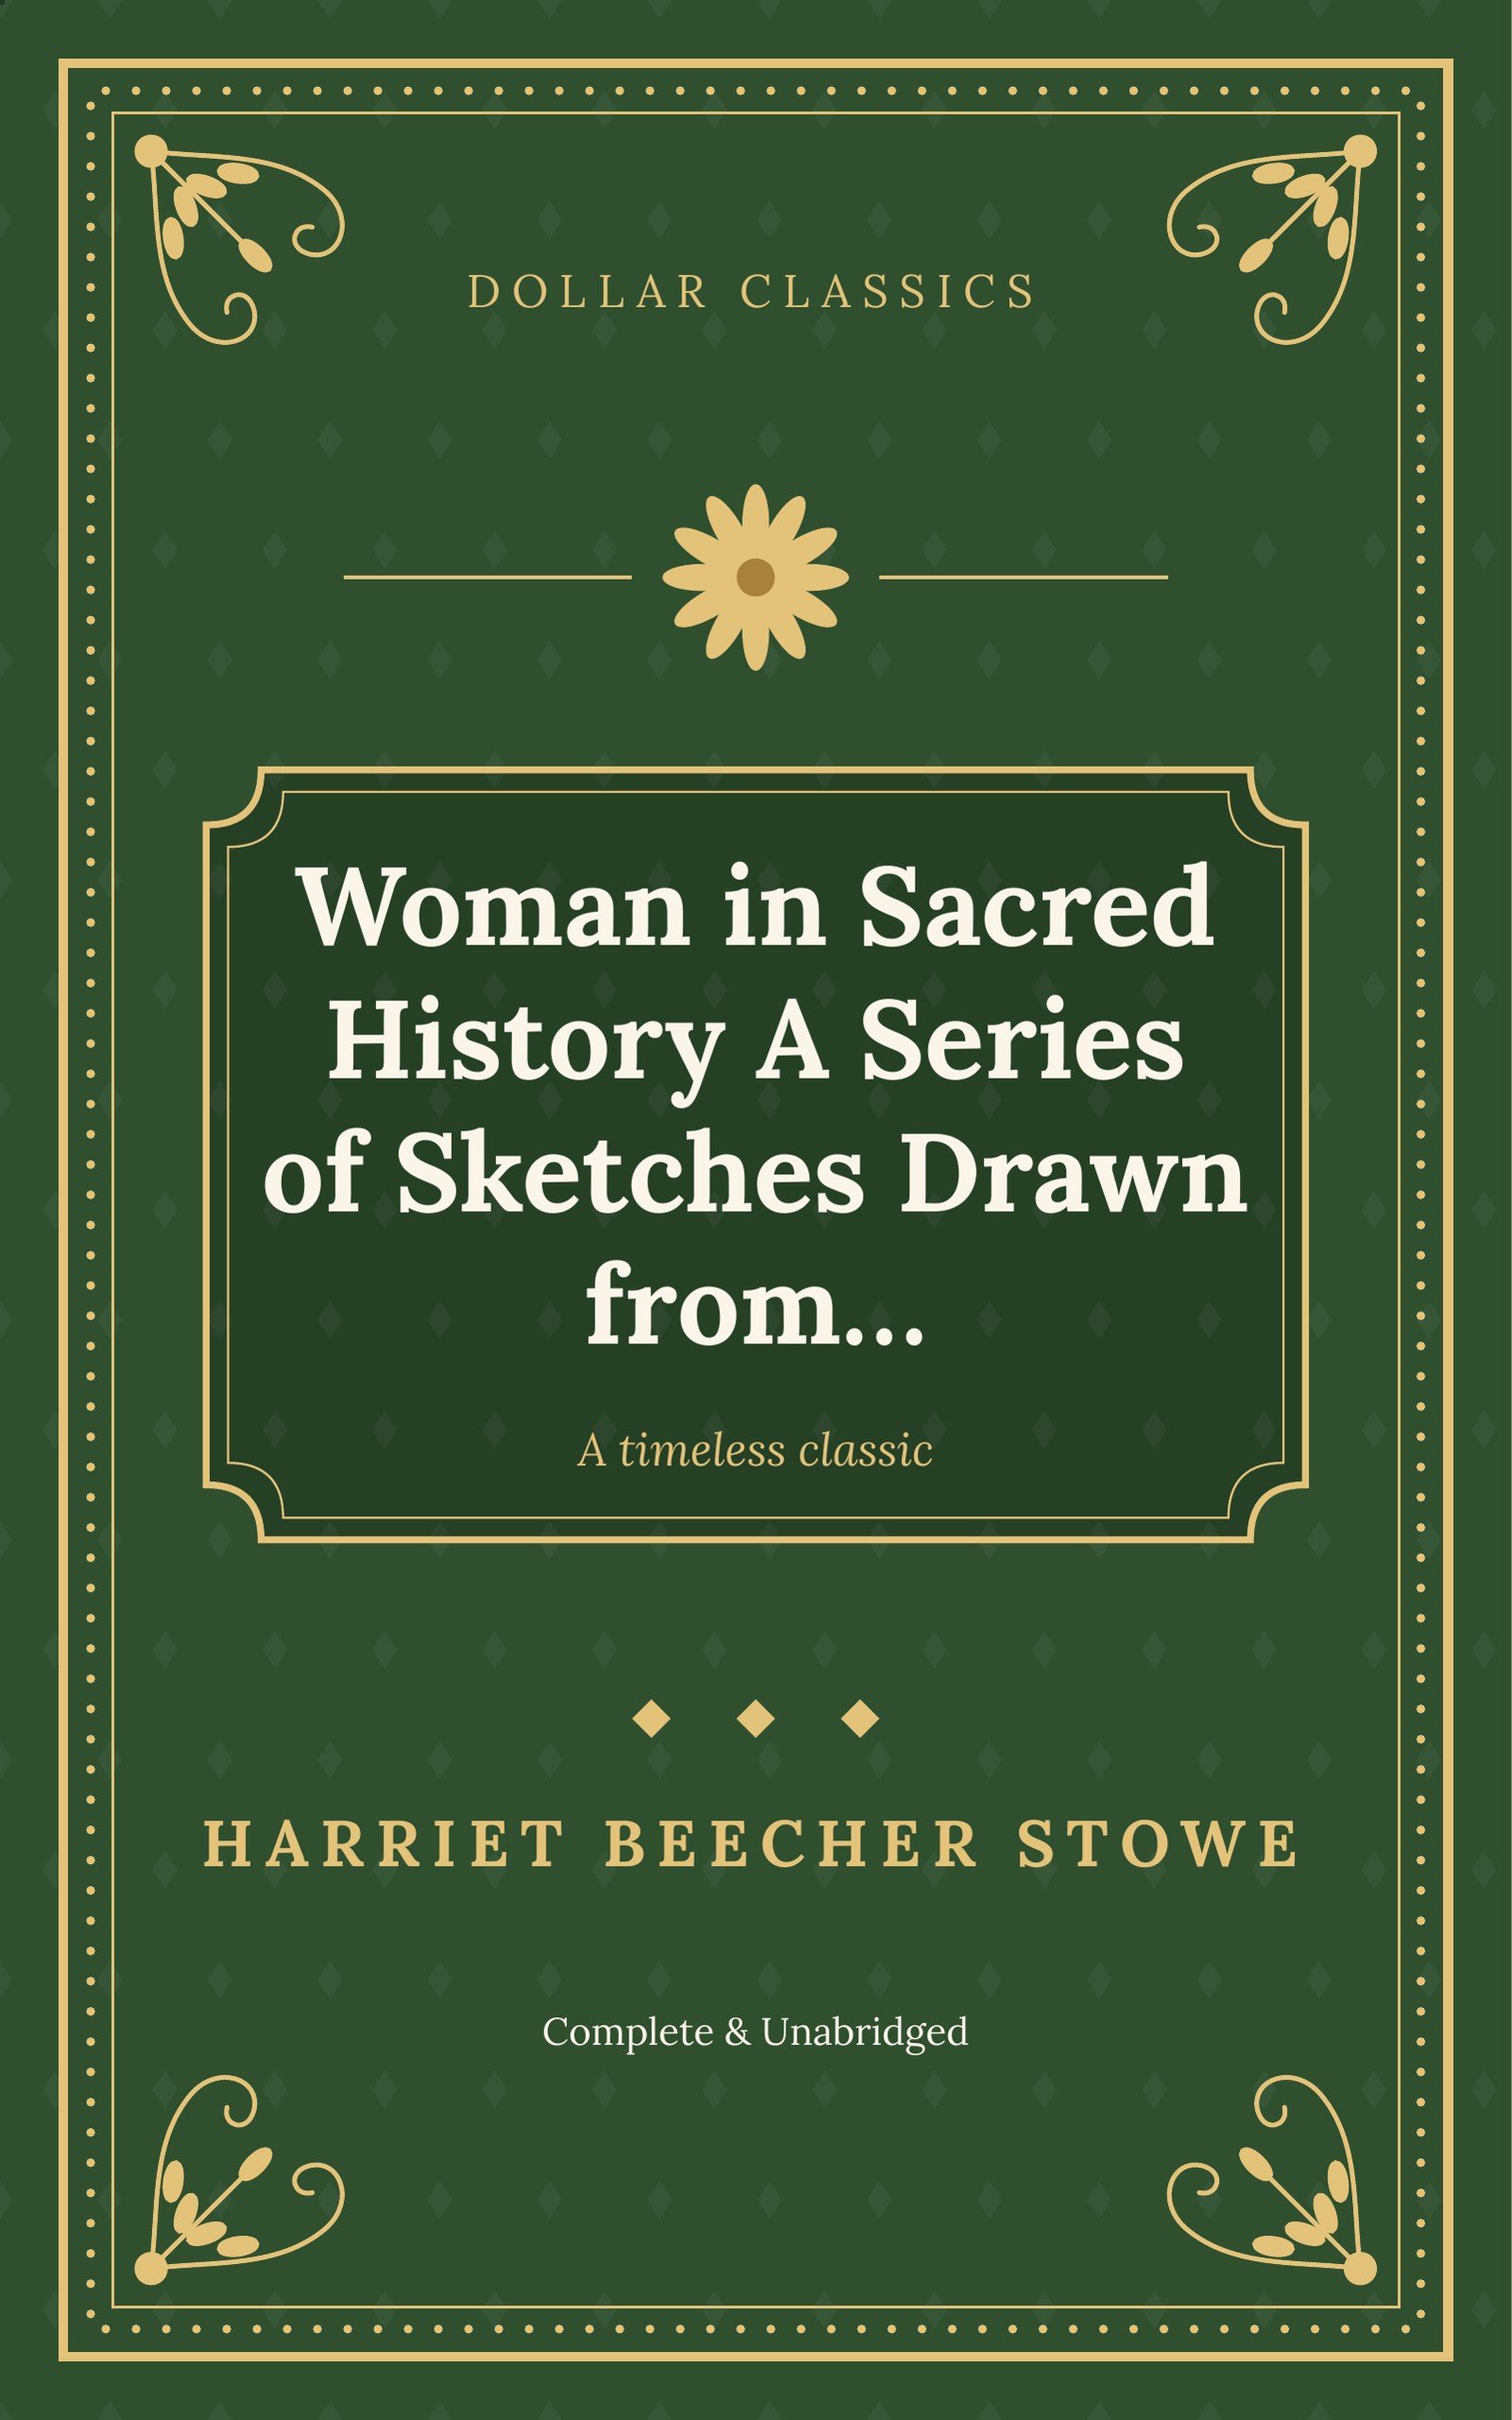 DOLLAR CLASSICS
Woman in Sacred
History A Series
of Sketches Drawn
from...
A timeless classic
HARRIET BEECHER STOWE
Complete & Unabridged